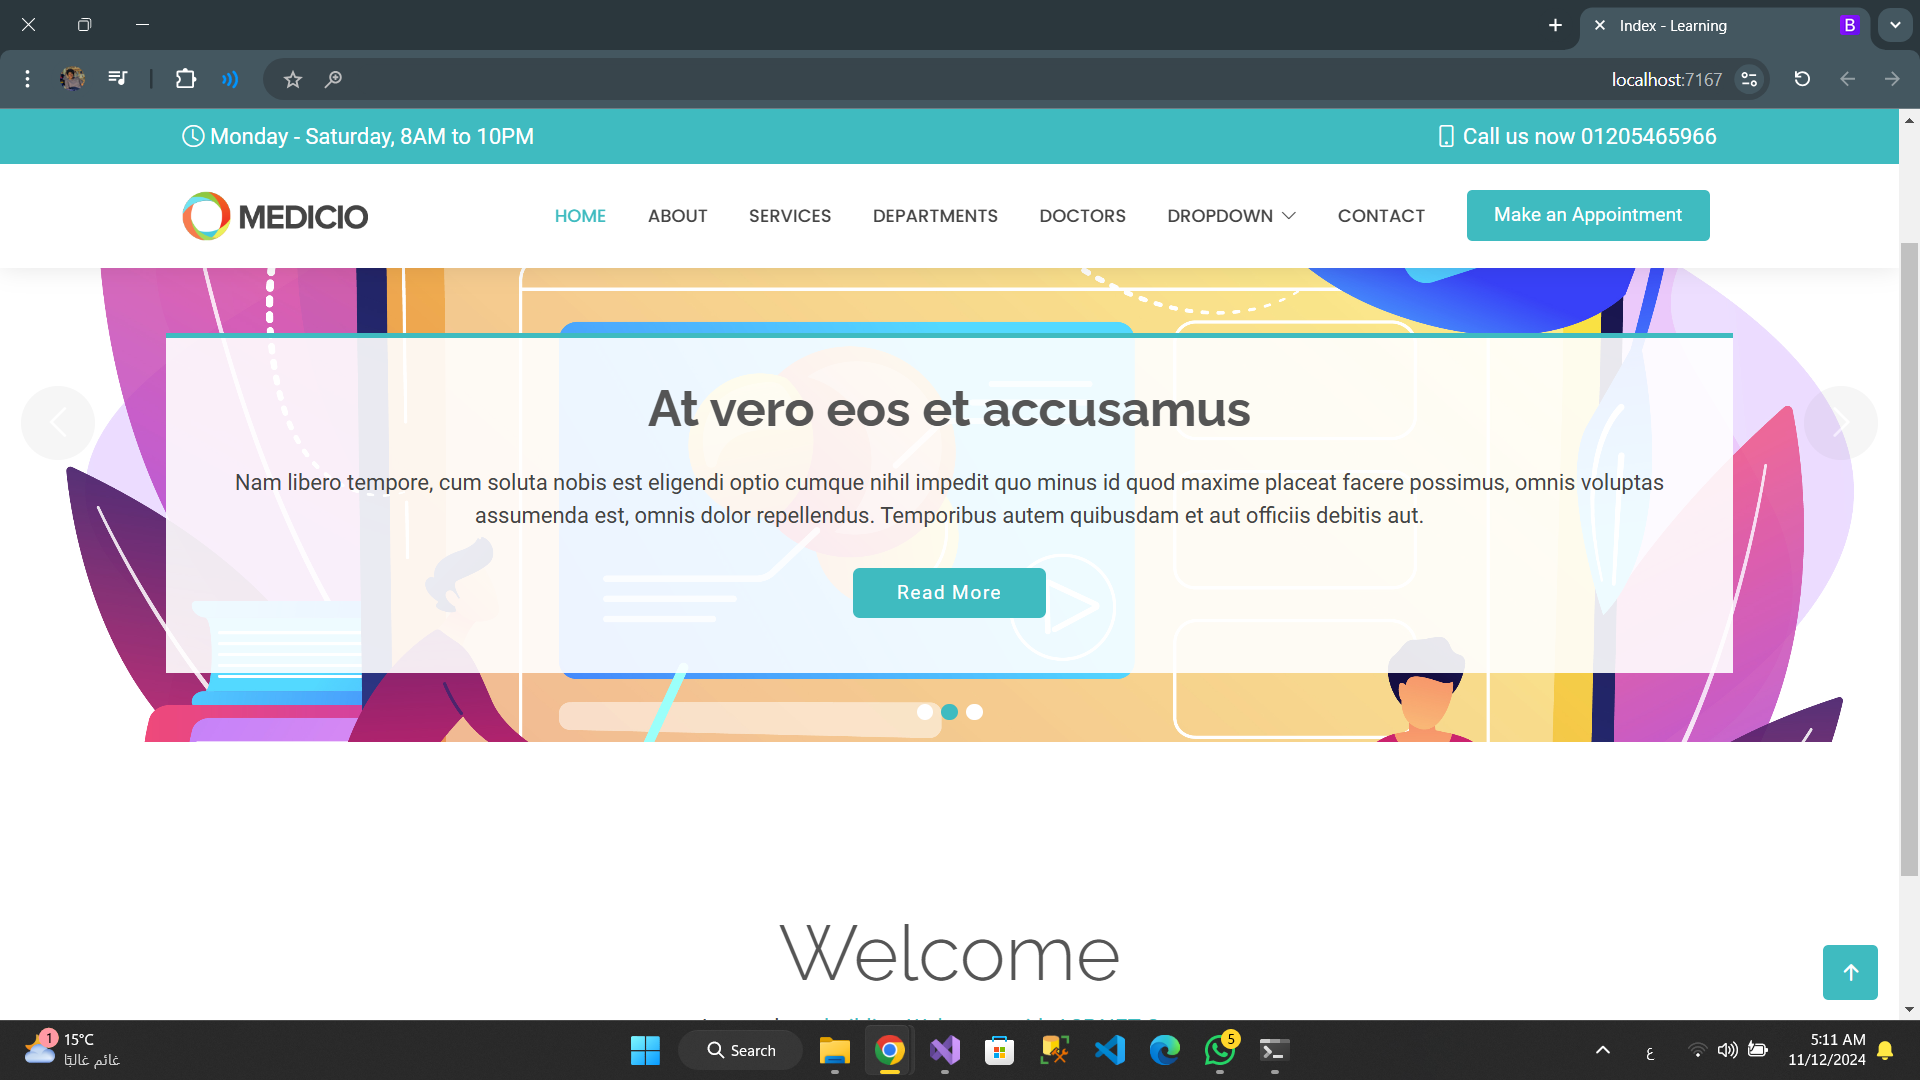 Index - Learning
B
localhost:7167
Monday - Saturday, 8AM to 10PM
Call us now 01205465966
MEDICIO
HOME
ABOUT
SERVICES
DEPARTMENTS
DOCTORS
DROPDOWN
CONTACT
Make an Appointment
At vero eos et accusamus
Nam libero tempore, cum soluta nobis est eligendi optio cumque nihil impedit quo minus id quod maxime placeat facere possimus, omnis voluptas
assumenda est, omnis dolor repellendus. Temporibus autem quibusdam et aut officiis debitis aut.
Read More
Welcome
1
15°C
غائم غالبًا
Search
5
ع
5:11 AM
11/12/2024